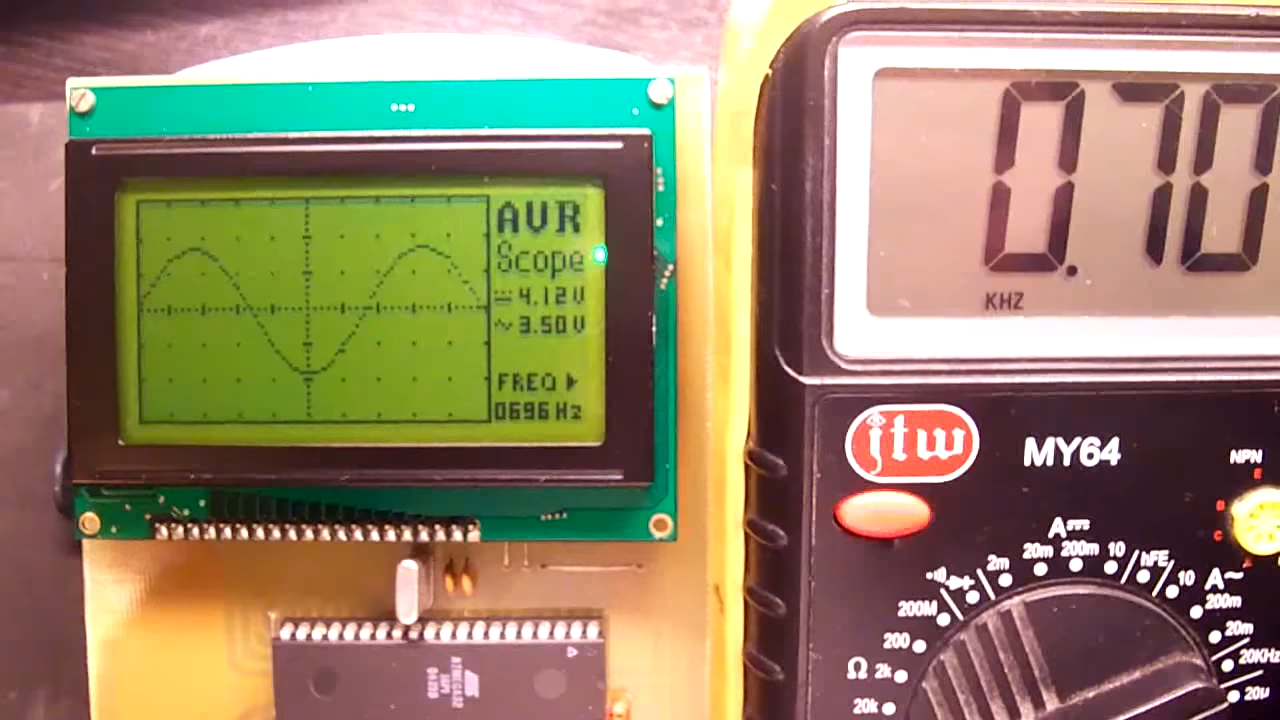 AVR
Scope
4.12V
~3.50V
FREQ
0696 Hz
0.70
KHZ
jtw
MY64
NPN
E
B
C
A
2m
20m
200m
10
hFE
10
A~
200m
20m
20KHz
20µ
200M
200
Ω
2k
20k
ATMEGA32